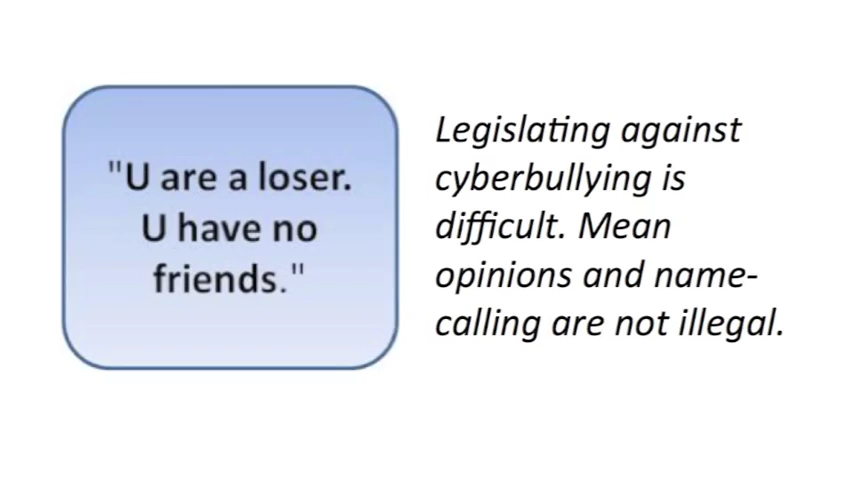 "U are a loser.
U have no
friends."
Legislating against
cyberbullying is
difficult. Mean
opinions and name-
calling are not illegal.